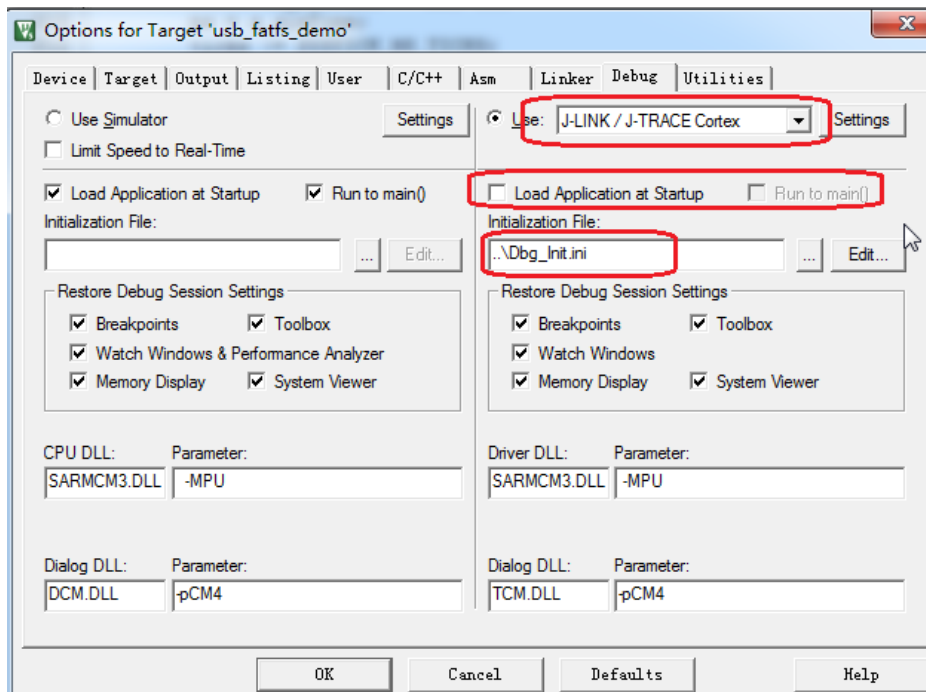 Options for Target 'usb_fatfs_demo'
Device Target Output Listing User C/C++ Asm Linker Debug Utilities
Use Simulator Settings
Limit Speed to Real-Time
Use: J-LINK / J-TRACE Cortex Settings
Load Application at Startup Run to main()
Initialization File:
... Edit...
Load Application at Startup Run to main()
Initialization File:
..\Dbg_Init.ini ... Edit...
Restore Debug Session Settings
Breakpoints Toolbox
Watch Windows & Performance Analyzer
Memory Display System Viewer
Restore Debug Session Settings
Breakpoints Toolbox
Watch Windows
Memory Display System Viewer
CPU DLL: Parameter:
SARMCM3.DLL -MPU
Driver DLL: Parameter:
SARMCM3.DLL -MPU
Dialog DLL: Parameter:
DCM.DLL -pCM4
Dialog DLL: Parameter:
TCM.DLL -pCM4
OK Cancel Defaults Help